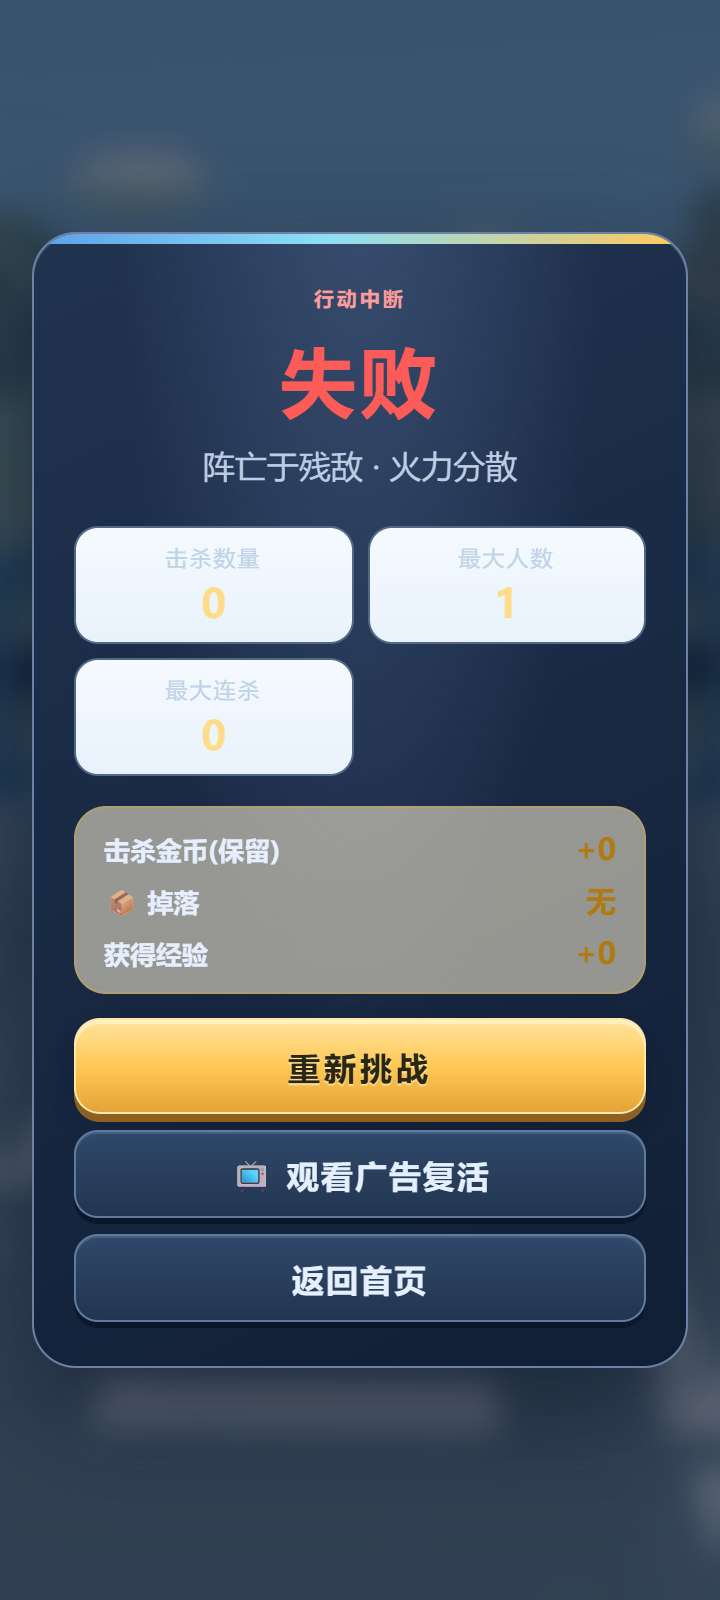 行动中断
失败
阵亡于残敌 · 火力分散
击杀数量
0
最大人数
1
最大连杀
0
击杀金币(保留) +0
掉落 无
获得经验 +0
重新挑战
观看广告复活
返回首页